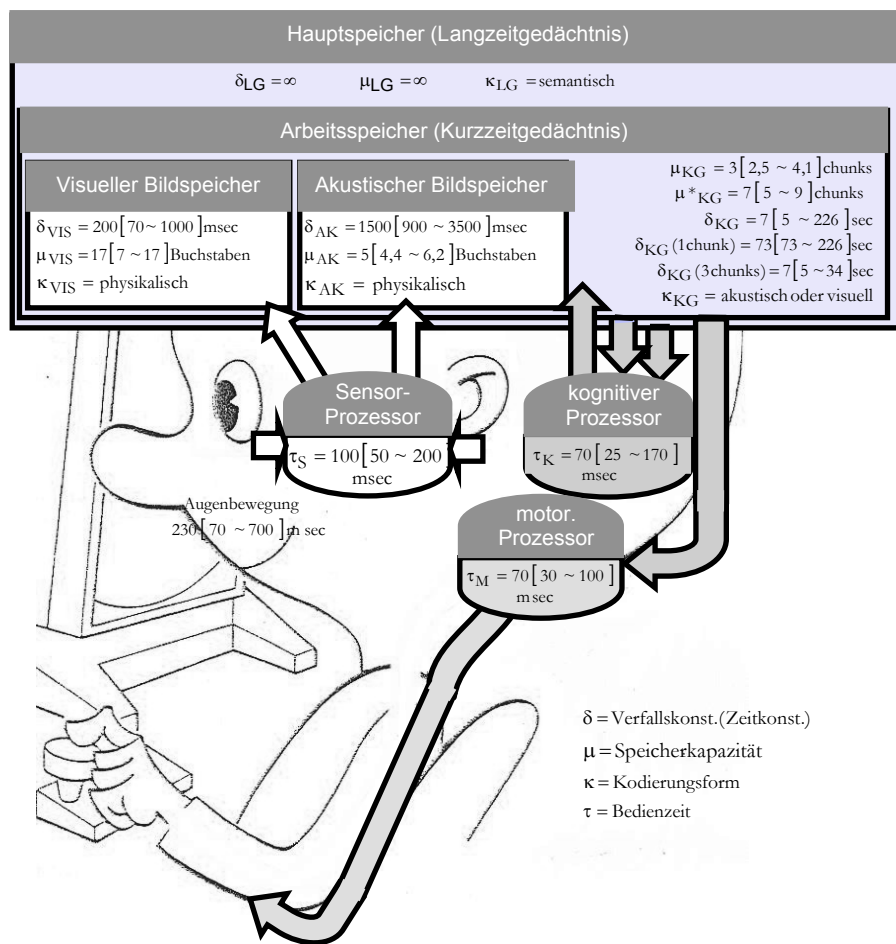 Hauptspeicher (Langzeitgedächtnis)
δLG = ∞ μLG = ∞ κLG = semantisch
Arbeitsspeicher (Kurzzeitgedächtnis)
Visueller Bildspeicher
δVIS = 200[70 ~ 1000]msec
μVIS = 17[7 ~ 17]Buchstaben
κVIS = physikalisch
Akustischer Bildspeicher
δAK = 1500[900 ~ 3500]msec
μAK = 5[4,4 ~ 6,2]Buchstaben
κAK = physikalisch
μKG = 3[2,5 ~ 4,1]chunks
μ*KG = 7[5 ~ 9]chunks
δKG = 7[5 ~ 226]sec
δKG (1chunk) = 73[73 ~ 226]sec
δKG (3chunks) = 7[5 ~ 34]sec
κKG = akustisch oder visuell
Sensor-
Prozessor
τS = 100[50 ~ 200]
msec
kognitiver
Prozessor
τK = 70[25 ~ 170]
msec
Augenbewegung
230[70 ~ 700]m sec
motor.
Prozessor
τM = 70[30 ~ 100]
m sec
δ = Verfallskonst.(Zeitkonst.)
μ = Speicherkapazität
κ = Kodierungsform
τ = Bedienzeit